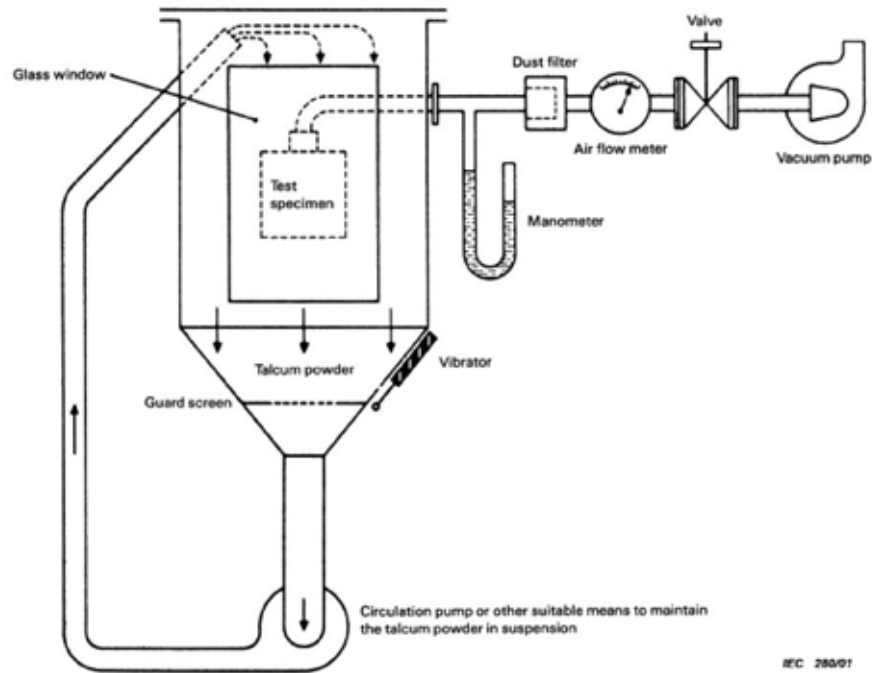 Valve
Dust filter
Glass window
Air flow meter
Vacuum pump
Test
specimen
Manometer
Vibrator
Talcum powder
Guard screen
Circulation pump or other suitable means to maintain
the talcum powder in suspension
IEC 280/01